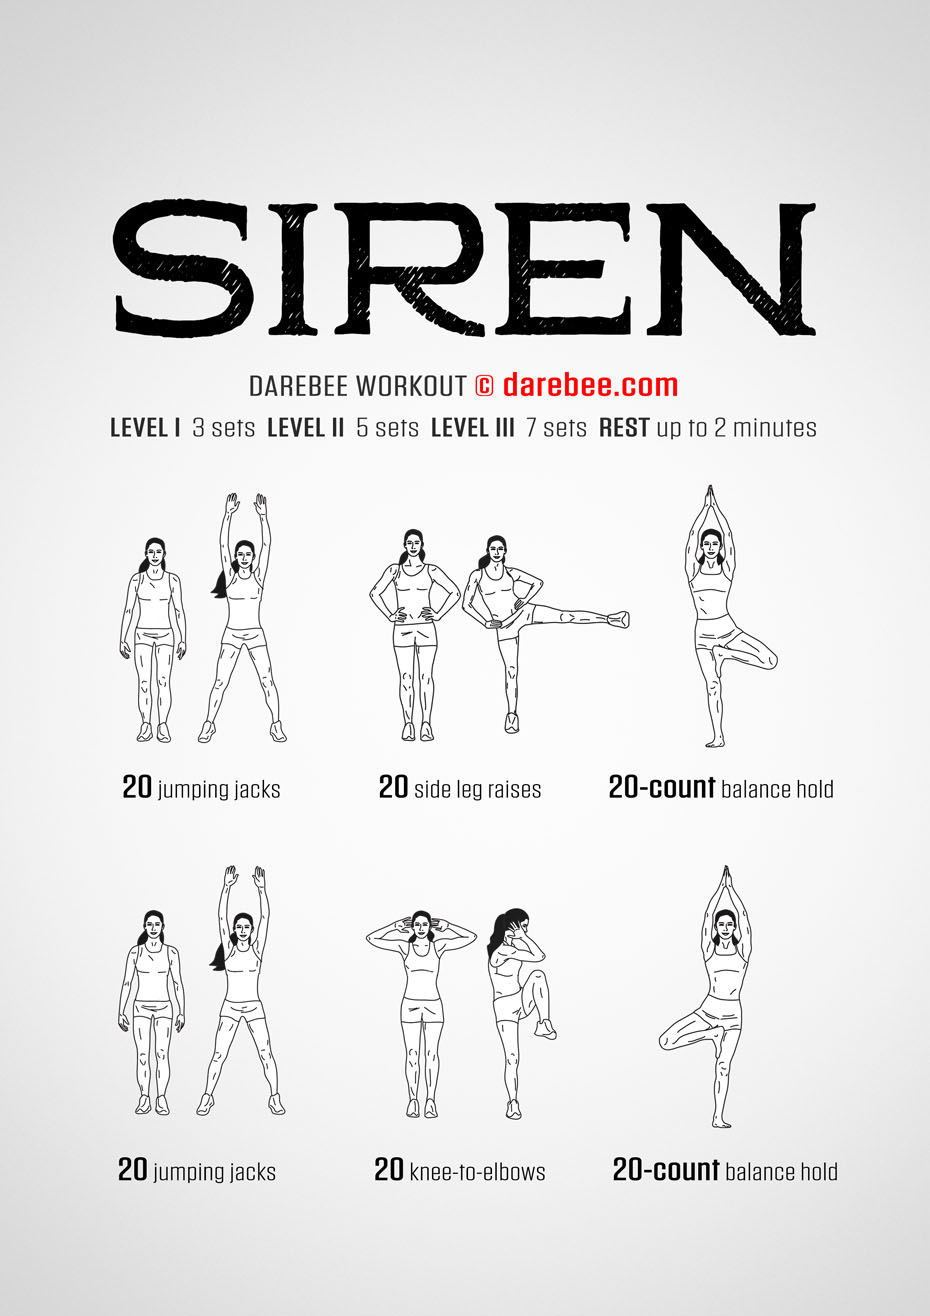 SIREN
DAREBEE WORKOUT © darebee.com
LEVEL I 3 sets LEVEL II 5 sets LEVEL III 7 sets REST up to 2 minutes
20 jumping jacks
20 side leg raises
20-count balance hold
20 jumping jacks
20 knee-to-elbows
20-count balance hold